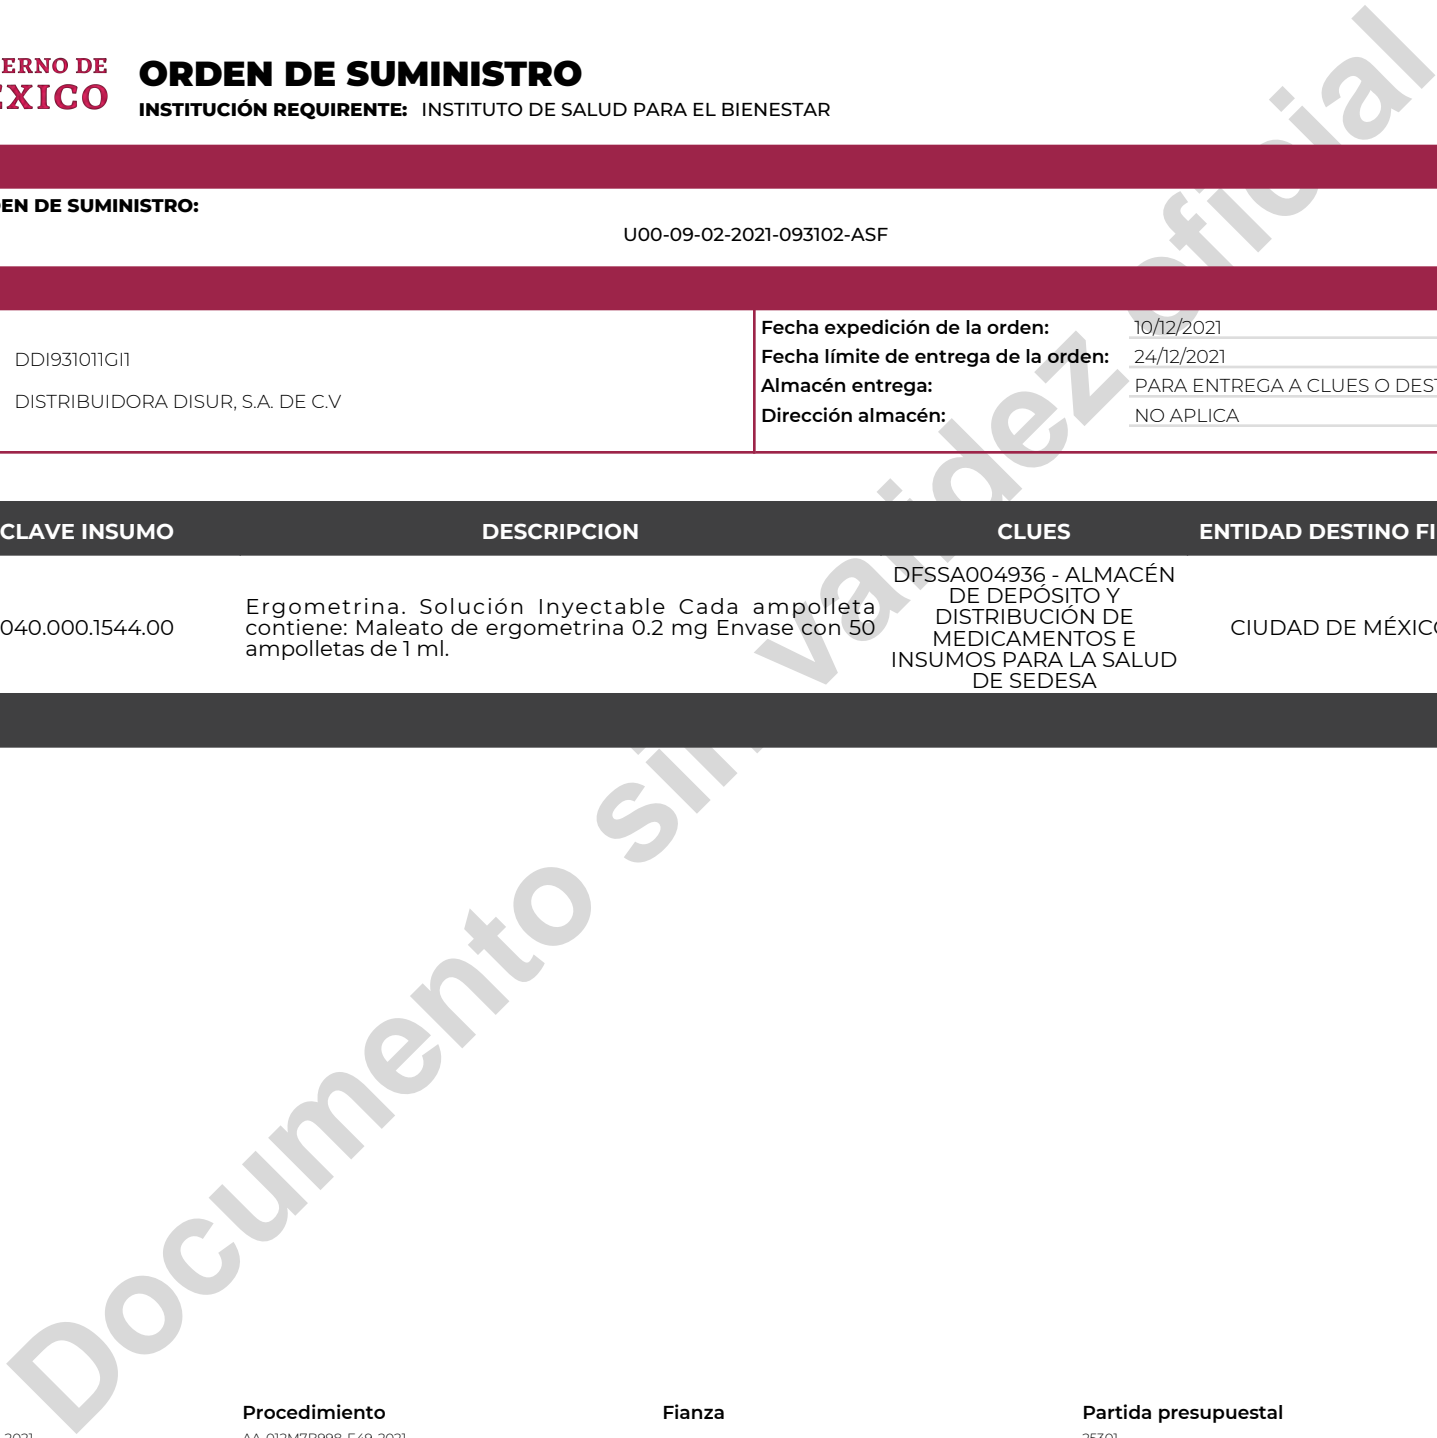 ERNO DE
ÉXICO
ORDEN DE SUMINISTRO
INSTITUCIÓN REQUIRENTE: INSTITUTO DE SALUD PARA EL BIENESTAR
EN DE SUMINISTRO:
U00-09-02-2021-093102-ASF
DDI931011GI1
DISTRIBUIDORA DISUR, S.A. DE C.V
Fecha expedición de la orden: 10/12/2021
Fecha límite de entrega de la orden: 24/12/2021
Almacén entrega: PARA ENTREGA A CLUES O DEST
Dirección almacén: NO APLICA
CLAVE INSUMO DESCRIPCION CLUES ENTIDAD DESTINO FI
040.000.1544.00
Ergometrina. Solución Inyectable Cada ampolleta
contiene: Maleato de ergometrina 0.2 mg Envase con 50
ampolletas de 1 ml.
DFSSA004936 - ALMACÉN
DE DEPÓSITO Y
DISTRIBUCIÓN DE
MEDICAMENTOS E
INSUMOS PARA LA SALUD
DE SEDESA
CIUDAD DE MÉXICO
Documento sin validez oficial
Procedimiento Fianza Partida presupuestal